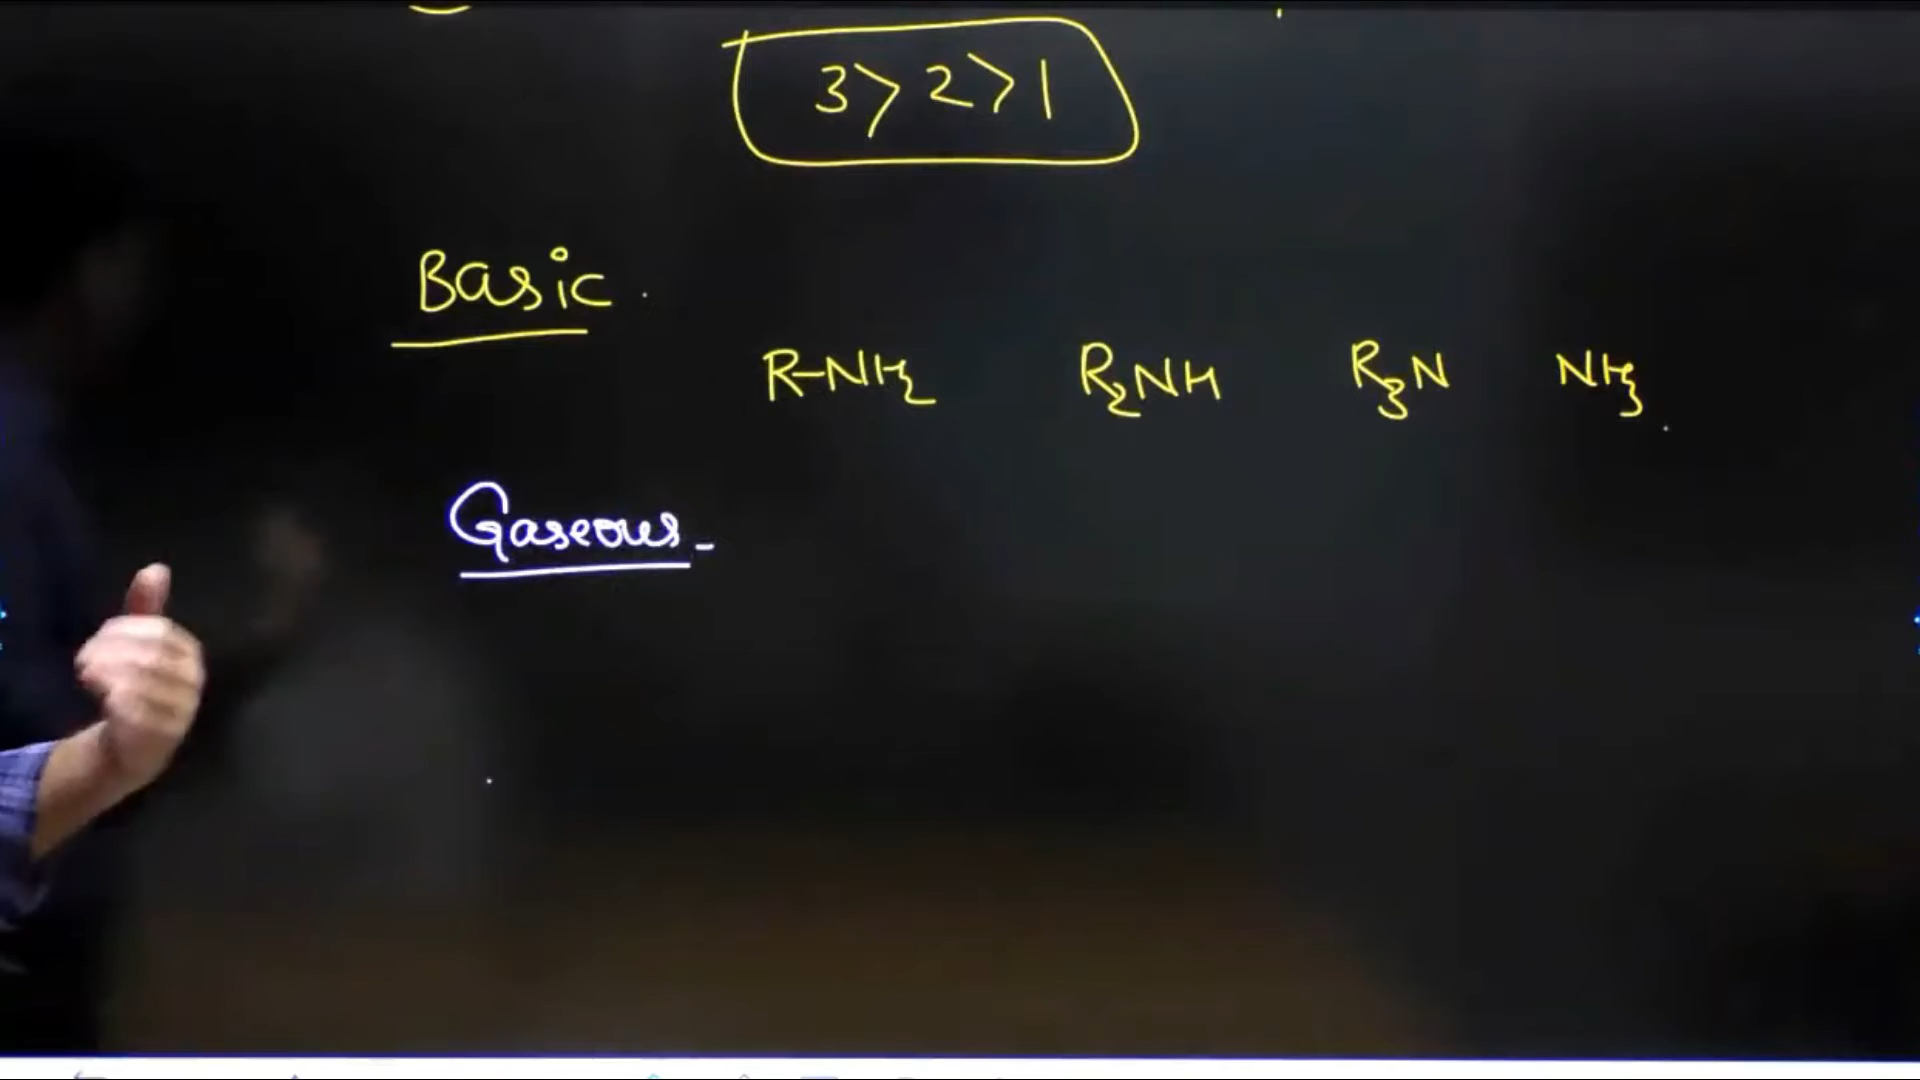 3>2>1
Basic.
R-NH₂ R₂NH R₃N NH₃
Gaseous-